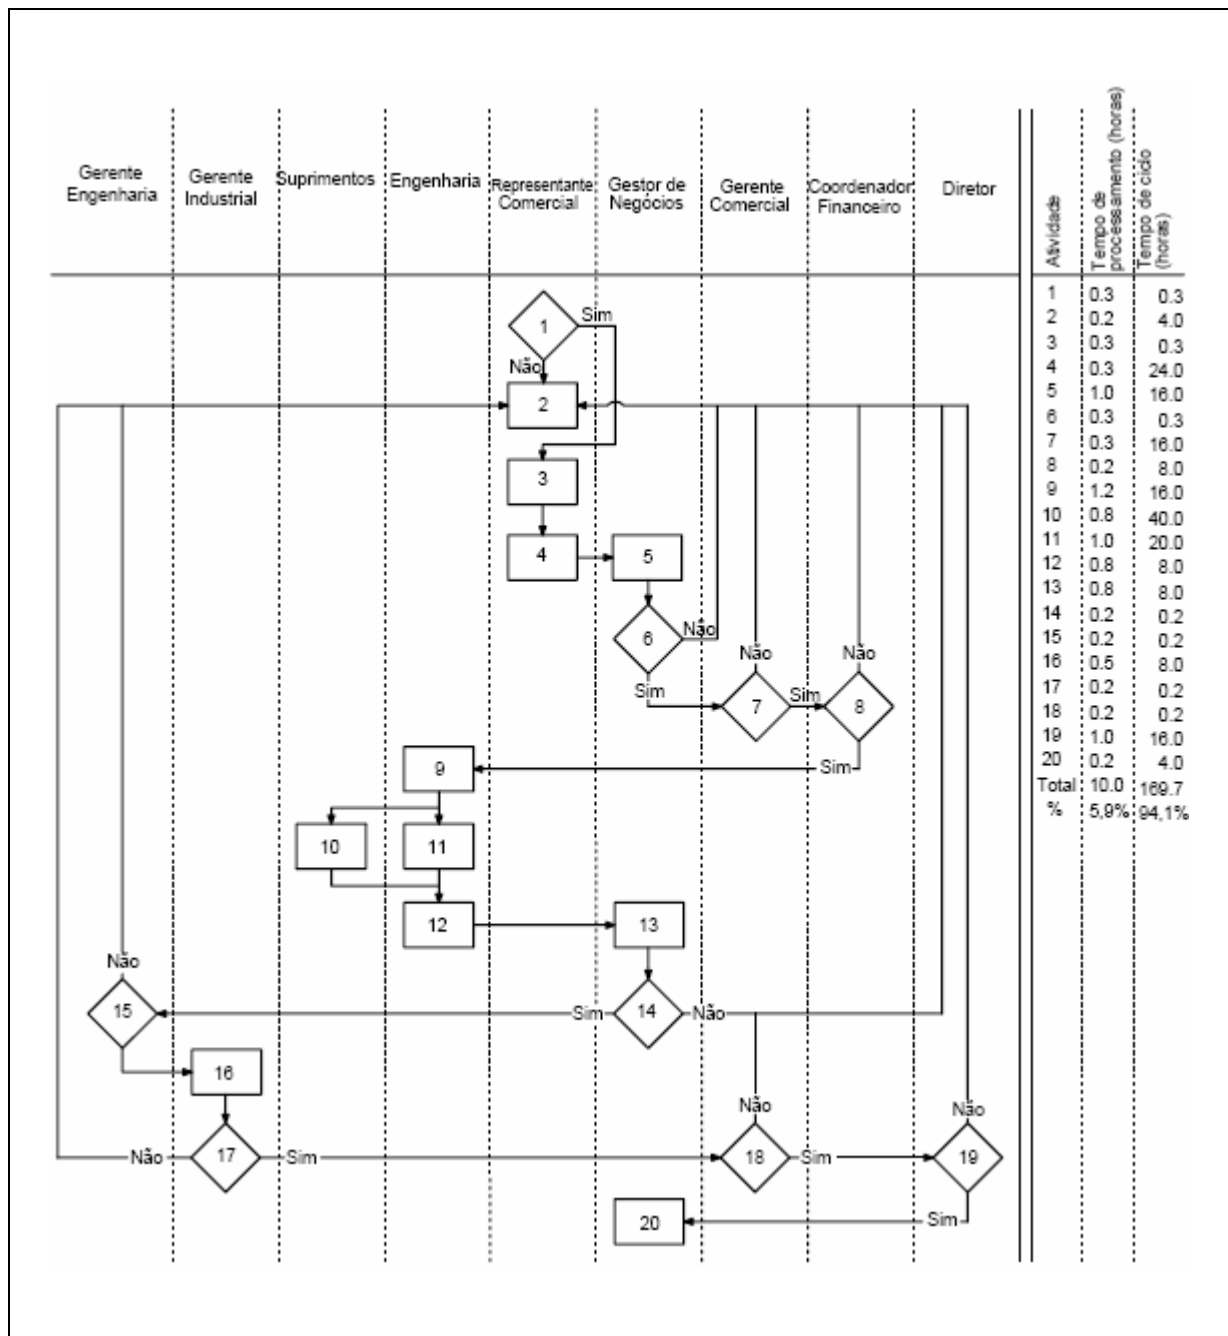 Gerente Engenharia
Gerente Industrial
Suprimentos
Engenharia
Representante Comercial
Gestor de Negócios
Gerente Comercial
Coordenador Financeiro
Diretor
Atividade
Tempo de processamento (horas)
Tempo de ciclo (horas)
1 0.3 0.3
2 0.2 4.0
3 0.3 0.3
4 0.3 24.0
5 1.0 16.0
6 0.3 0.3
7 0.3 16.0
8 0.2 8.0
9 1.2 16.0
10 0.8 40.0
11 1.0 20.0
12 0.8 8.0
13 0.8 8.0
14 0.2 0.2
15 0.2 0.2
16 0.5 8.0
17 0.2 0.2
18 0.2 0.2
19 1.0 16.0
20 0.2 4.0
Total 10.0 169.7
% 5,9% 94,1%
1
Sim
Não
2
3
4
5
6
Não
Sim
Não
7
Sim
Não
8
Sim
9
10
11
12
13
Não
15
Sim
14
Não
16
Não
17
Sim
Não
18
Sim
Não
19
Sim
20